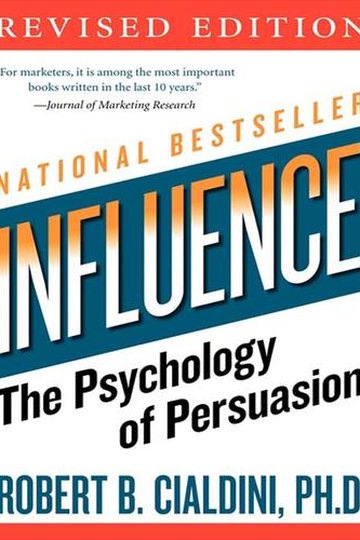 REVISED EDITION
"For marketers, it is among the most important
books written in the last 10 years."
—Journal of Marketing Research
NATIONAL BESTSELLER
INFLUENCE
The Psychology
of Persuasion
ROBERT B. CIALDINI, PH.D